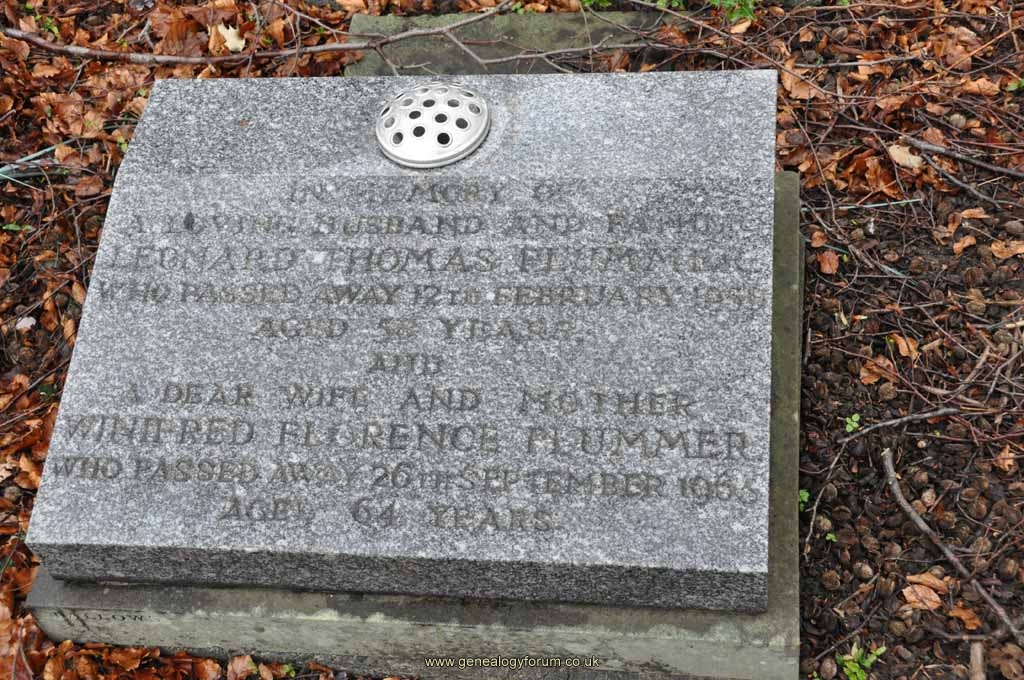 IN MEMORY OF
A LOVING HUSBAND AND FATHER
LEONARD THOMAS PLUMMER
WHO PASSED AWAY 12TH FEBRUARY
AGED YEARS.
AND
A DEAR WIFE AND MOTHER
WINIFRED FLORENCE PLUMMER
WHO PASSED AWAY 26TH SEPTEMBER 1965
AGED 64 YEARS
www.genealogyforum.co.uk